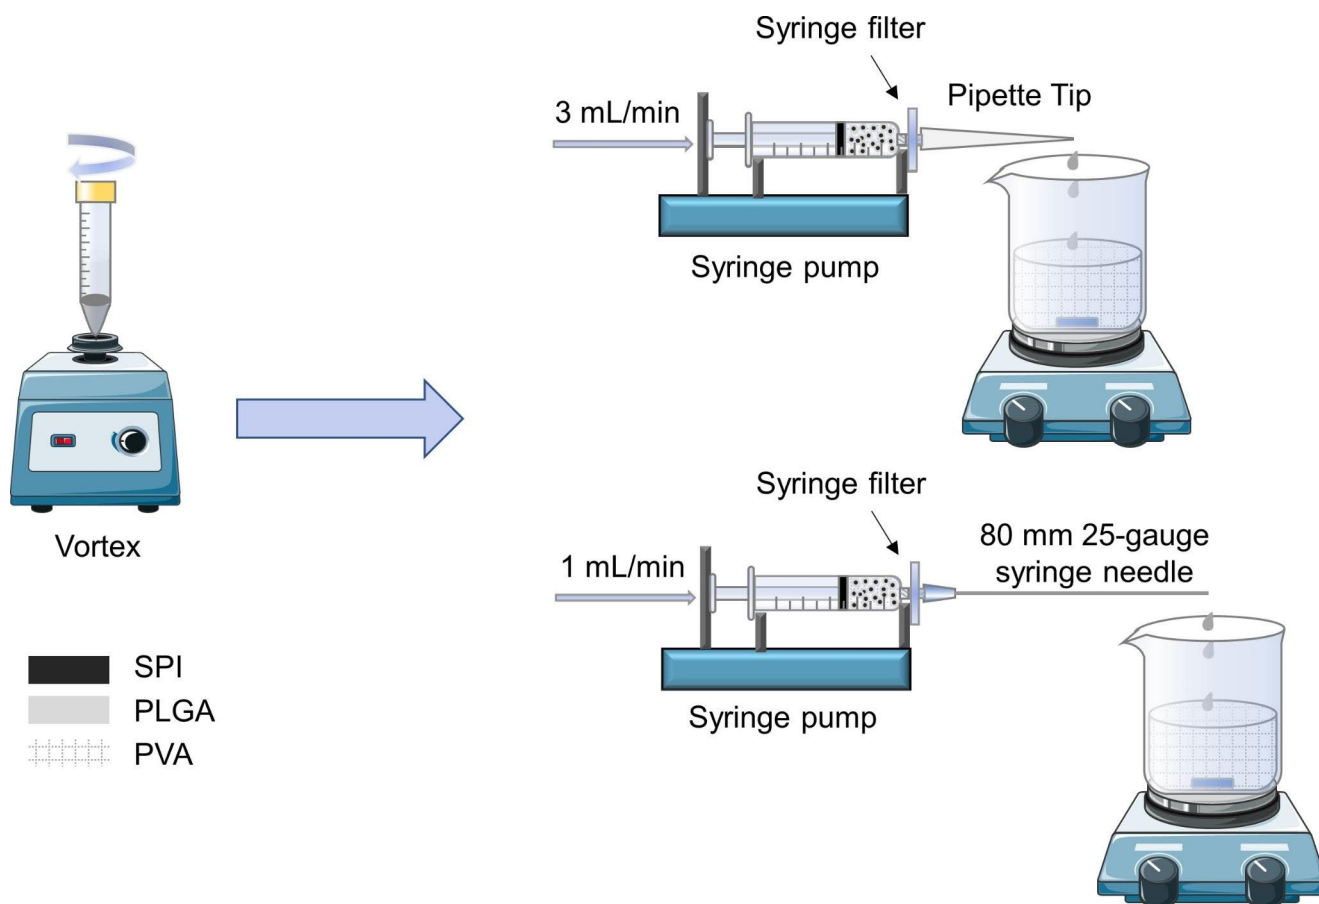 Syringe filter
Pipette Tip
3 mL/min
Syringe pump
Vortex
Syringe filter
80 mm 25-gauge
syringe needle
1 mL/min
Syringe pump
SPI
PLGA
PVA